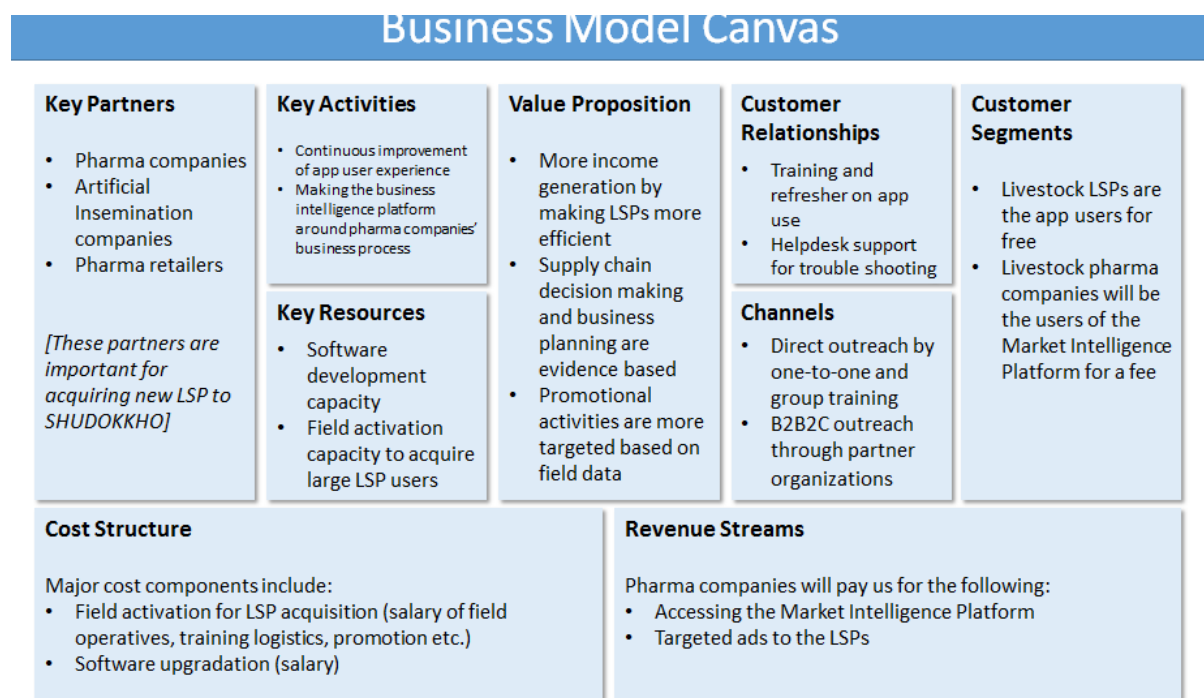 Business Model Canvas
Key Partners
• Pharma companies
• Artificial
Insemination
companies
• Pharma retailers
[These partners are
important for
acquiring new LSP to
SHUDOKKHO]
Key Activities
• Continuous improvement
of app user experience
• Making the business
intelligence platform
around pharma companies'
business process
Key Resources
• Software
development
capacity
• Field activation
capacity to acquire
large LSP users
Value Proposition
• More income
generation by
making LSPs more
efficient
• Supply chain
decision making
and business
planning are
evidence based
• Promotional
activities are more
targeted based on
field data
Customer
Relationships
• Training and
refresher on app
use
• Helpdesk support
for trouble shooting
Channels
• Direct outreach by
one-to-one and
group training
• B2B2C outreach
through partner
organizations
Customer
Segments
• Livestock LSPs are
the app users for
free
• Livestock pharma
companies will be
the users of the
Market Intelligence
Platform for a fee
Cost Structure
Major cost components include:
• Field activation for LSP acquisition (salary of field
operatives, training logistics, promotion etc.)
• Software upgradation (salary)
Revenue Streams
Pharma companies will pay us for the following:
• Accessing the Market Intelligence Platform
• Targeted ads to the LSPs